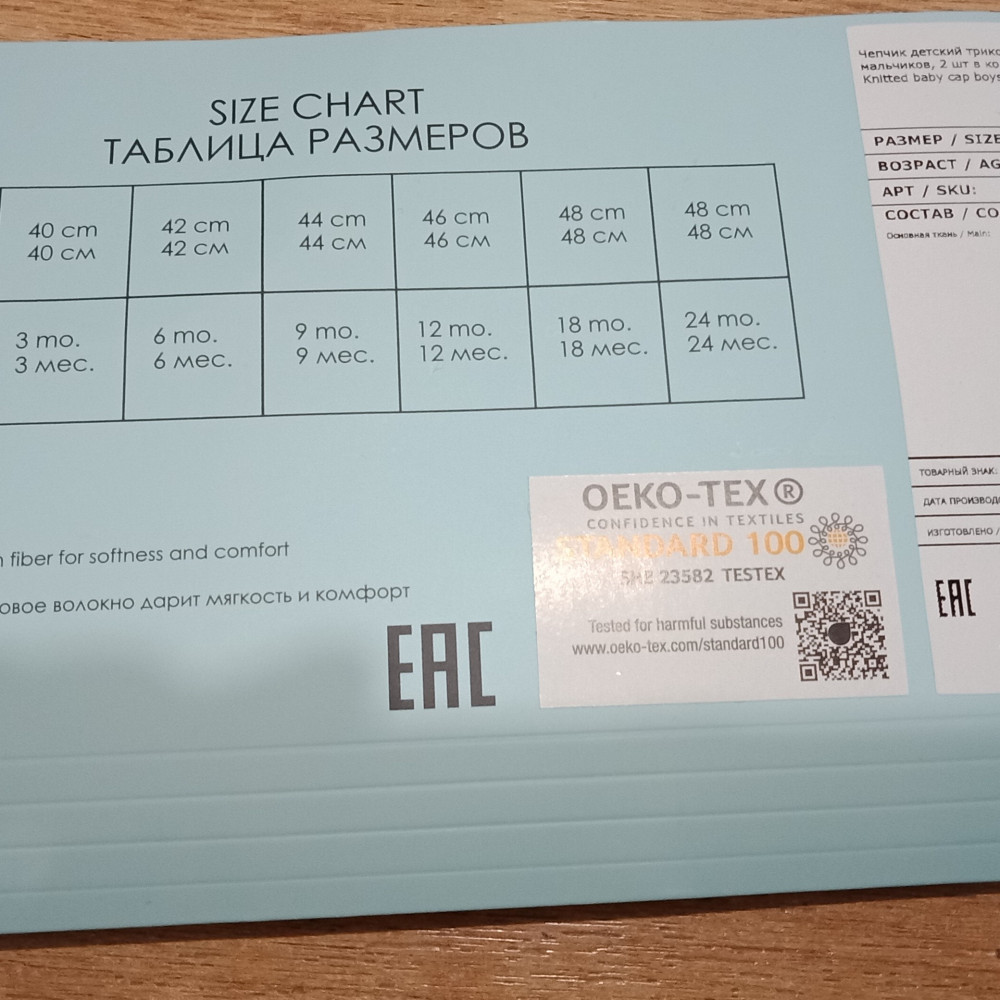 SIZE CHART
ТАБЛИЦА РАЗМЕРОВ
40 cm 42 cm 44 cm 46 cm 48 cm 48 cm
40 см 42 см 44 см 46 см 48 см 48 см
3 mo. 6 mo. 9 mo. 12 mo. 18 mo. 24 mo.
3 мес. 6 мес. 9 мес. 12 мес. 18 мес. 24 мес.
fiber for softness and comfort
волокно дарит мягкость и комфорт
EAC
OEKO-TEX®
CONFIDENCE IN TEXTILES
STANDARD 100
23582 TESTEX
Tested for harmful substances
www.oeko-tex.com/standard100
Чепчик детский
мальчиков, 2 шт в
Knitted baby cap boys
РАЗМЕР / SIZE
ВОЗРАСТ /
АРТ / SKU:
СОСТАВ /
Основная ткань / Main:
ТОВАРНЫЙ ЗНАК:
ДАТА
ИЗГОТОВЛЕНО /
EAC